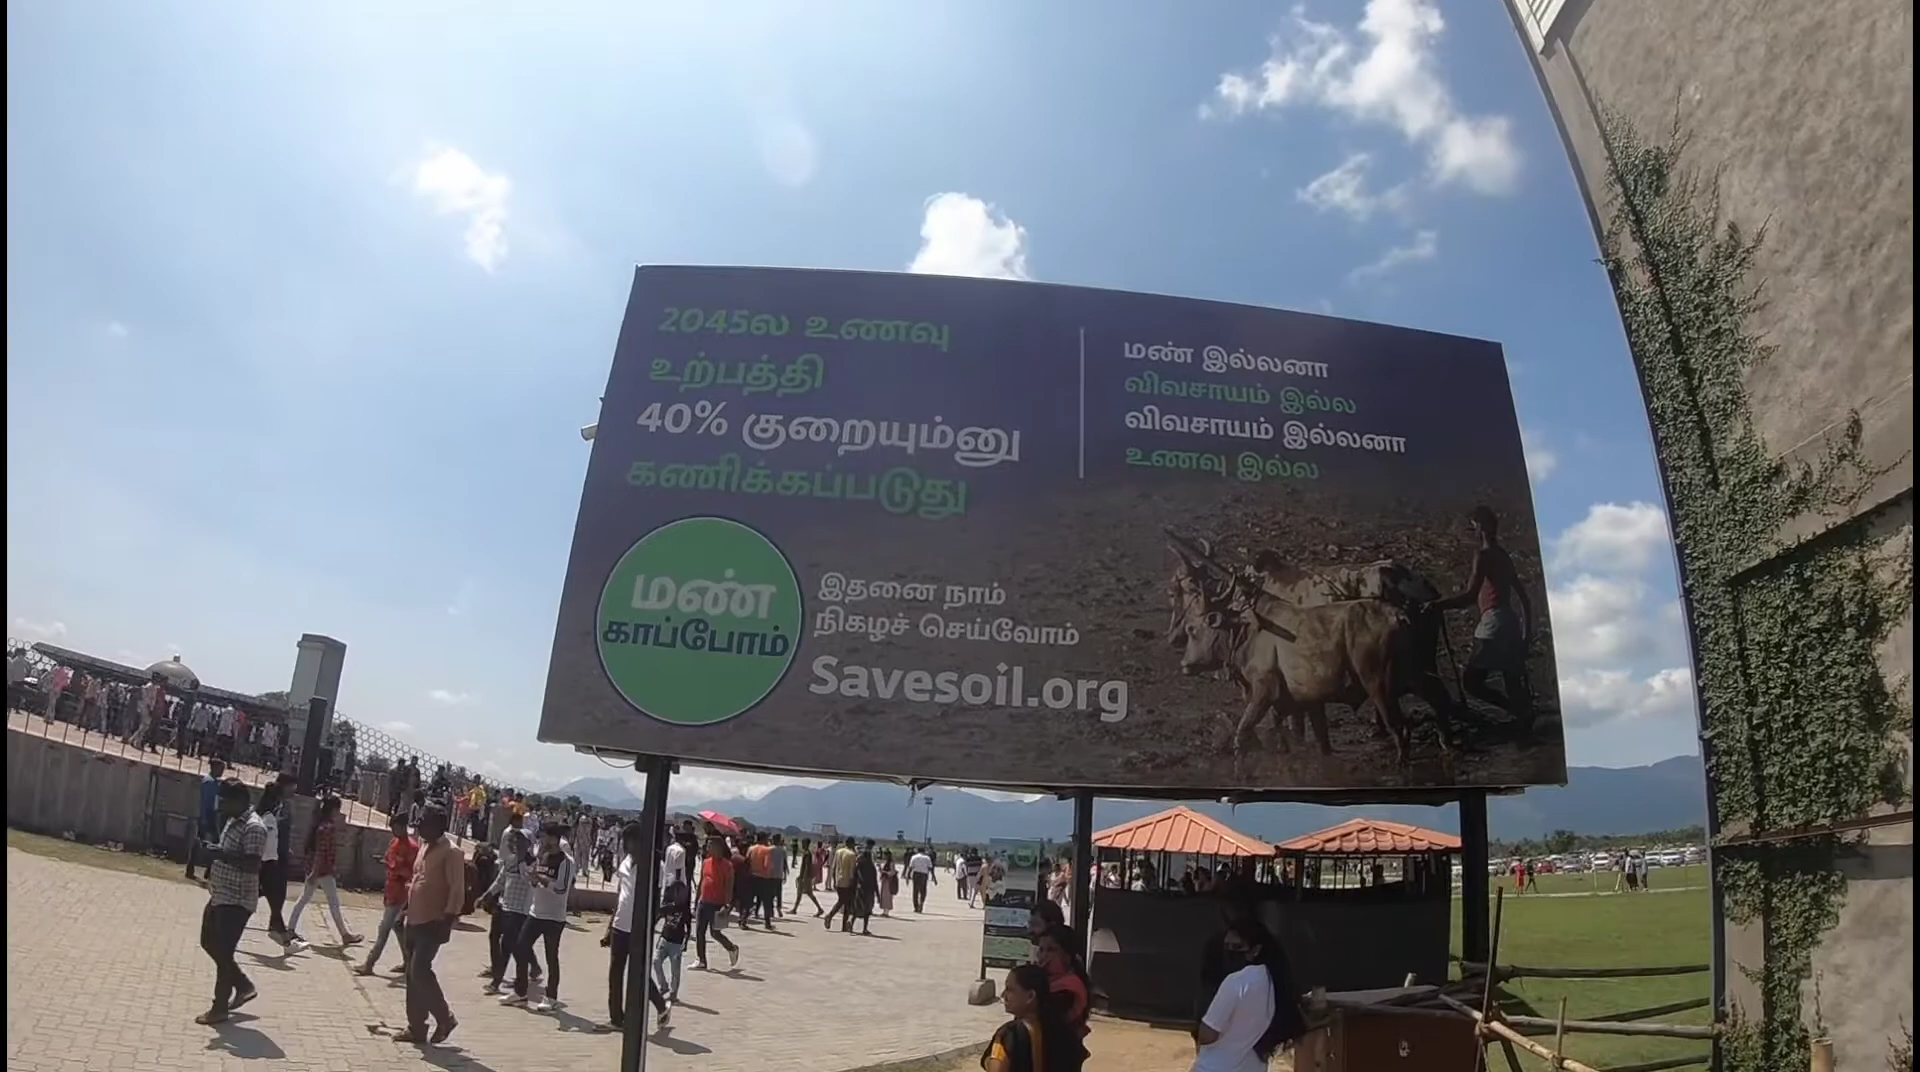 2045ல உணவு
உற்பத்தி
40% குறையும்னு
கணிக்கப்படுது
மண் இல்லனா
விவசாயம் இல்ல
விவசாயம் இல்லனா
உணவு இல்ல
மண்
காப்போம்
இதனை நாம்
நிகழச் செய்வோம்
Savesoil.org